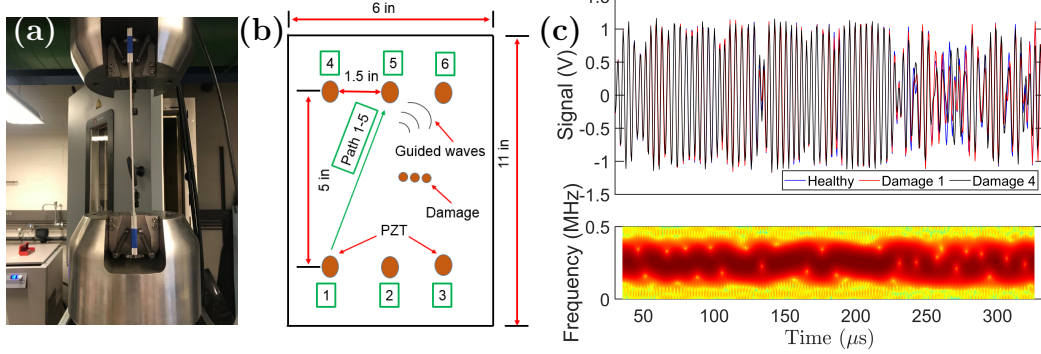 (a)
(b)
6 in
4
5
6
1.5 in
Path 1-5
Guided waves
5 in
11 in
Damage
PZT
1
2
3
(c)
1.5
1
0.5
0
-0.5
-1
-1.5
Signal (V)
Healthy
Damage 1
Damage 4
Frequency (MHz)
0.5
0
50
100
150
200
250
300
Time (μs)